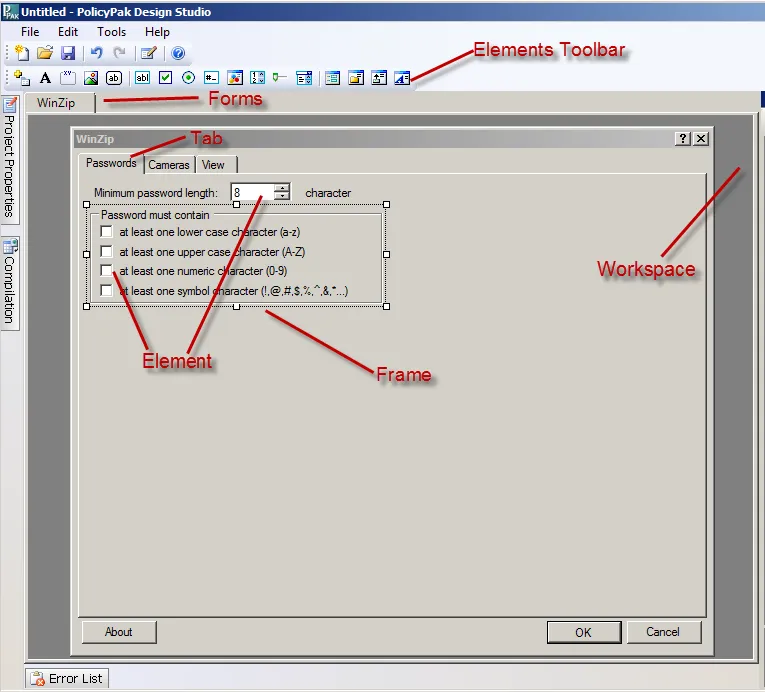 Untitled - PolicyPak Design Studio
File Edit Tools Help
Elements Toolbar
WinZip
Forms
Project Properties
Compilation
WinZip
Tab
Passwords Cameras View
Minimum password length: 8 character
Password must contain
at least one lower case character (a-z)
at least one upper case character (A-Z)
at least one numeric character (0-9)
at least one symbol character (!,@,#,$,%,^,&,*...)
Workspace
Element
Frame
About OK Cancel
Error List